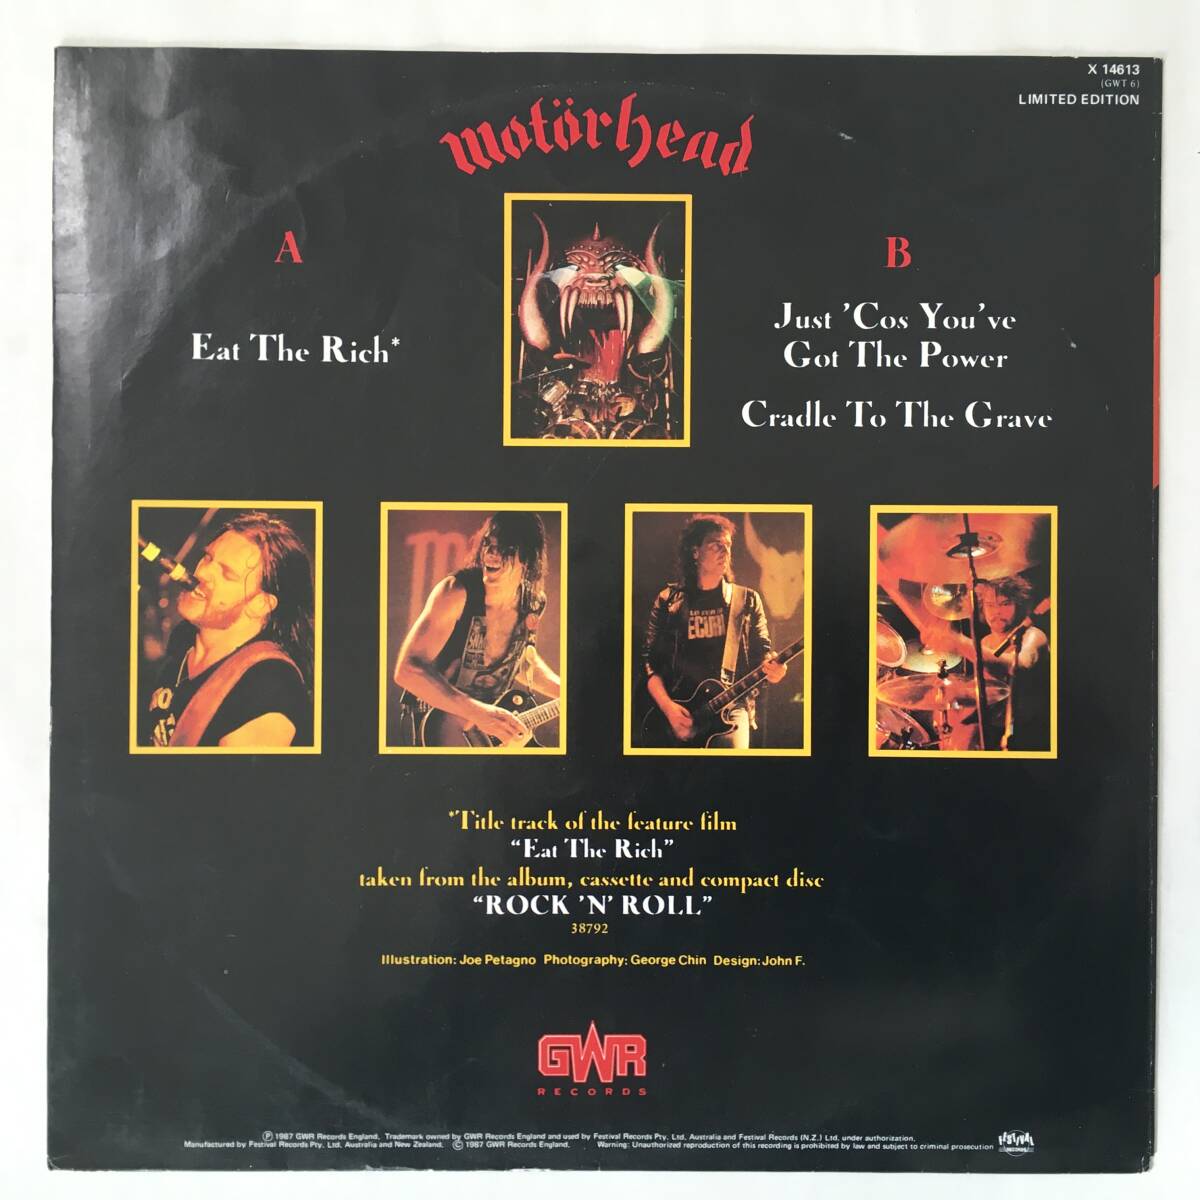 X 14613
(GWT 6)
LIMITED EDITION
motörhead
A
Eat The Rich*
B
Just 'Cos You've
Got The Power
Cradle To The Grave
ECURI
*Title track of the feature film
"Eat The Rich"
taken from the album, cassette and compact disc
"ROCK 'N' ROLL"
38792
Illustration: Joe Petagno Photography: George Chin Design: John F.
GWR
RECORDS
Ⓟ 1987 GWR Records England. Trademark owned by GWR Records England and used by Festival Records Pty. Ltd. Australia and Festival Records (N.Z.) Ltd. under authorization.
Manufactured by Festival Records Pty. Ltd. Australia and New Zealand. © 1987 GWR Records England. Warning: Unauthorized reproduction of this recording is prohibited by law and subject to criminal prosecution
FESTIVAL
RECORDS